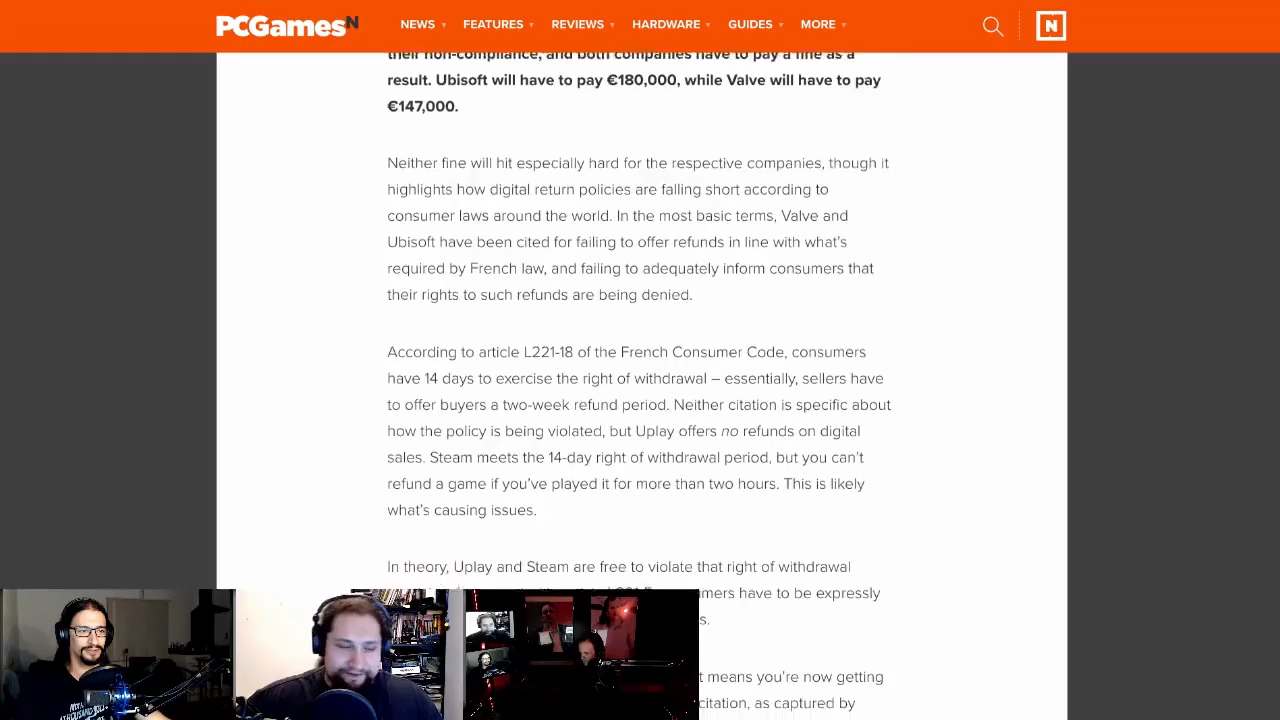 PCGamesN
NEWS
FEATURES
REVIEWS
HARDWARE
GUIDES
MORE
N
their non-compliance, and both companies have to pay a fine as a
result. Ubisoft will have to pay €180,000, while Valve will have to pay
€147,000.
Neither fine will hit especially hard for the respective companies, though it
highlights how digital return policies are falling short according to
consumer laws around the world. In the most basic terms, Valve and
Ubisoft have been cited for failing to offer refunds in line with what's
required by French law, and failing to adequately inform consumers that
their rights to such refunds are being denied.
According to article L221-18 of the French Consumer Code, consumers
have 14 days to exercise the right of withdrawal – essentially, sellers have
to offer buyers a two-week refund period. Neither citation is specific about
how the policy is being violated, but Uplay offers no refunds on digital
sales. Steam meets the 14-day right of withdrawal period, but you can't
refund a game if you've played it for more than two hours. This is likely
what's causing issues.
In theory, Uplay and Steam are free to violate that right of withdrawal
have to be expressly
means you're now getting
citation, as captured by